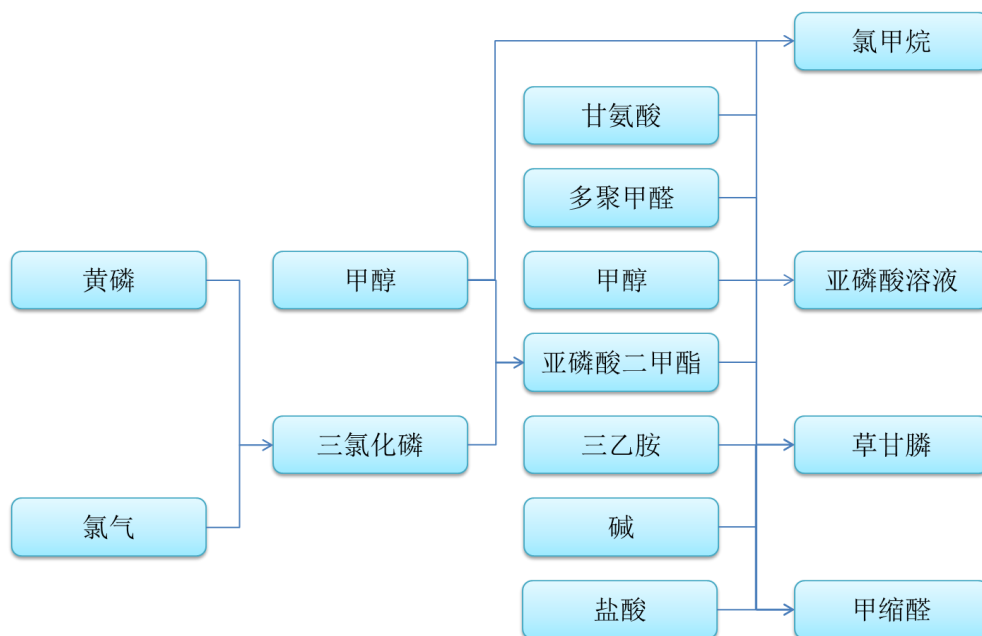 氯甲烷
甘氨酸
多聚甲醛
黄磷
甲醇
甲醇
亚磷酸溶液
亚磷酸二甲酯
三氯化磷
三乙胺
草甘膦
氯气
碱
盐酸
甲缩醛